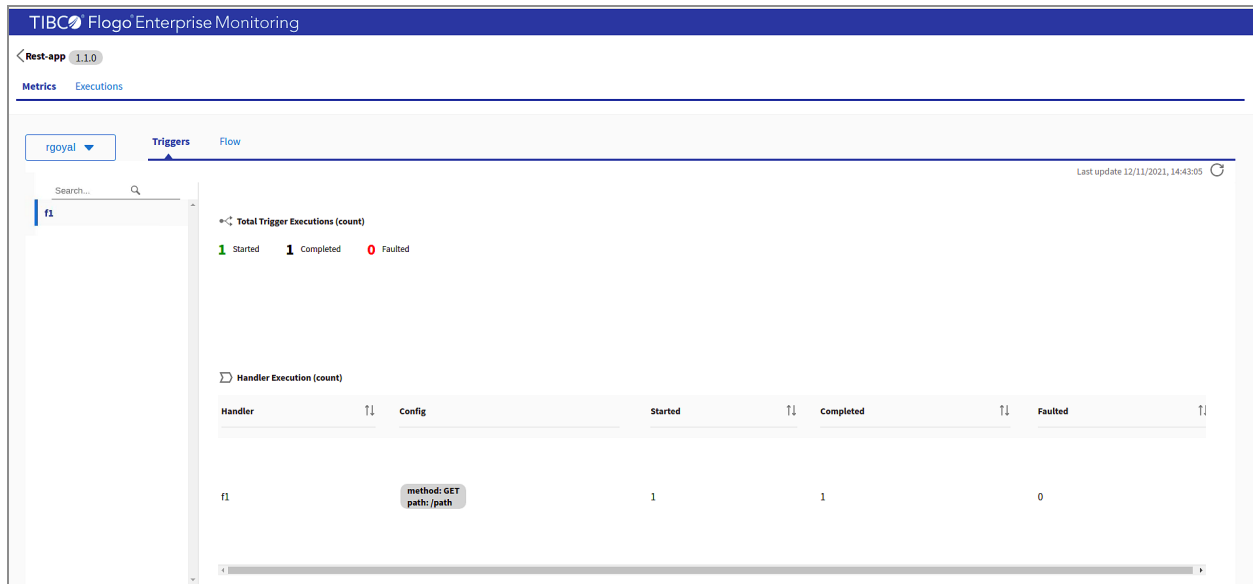 TIBCO® Flogo® Enterprise Monitoring
Rest-app 1.1.0
Metrics Executions
rgoyal Triggers Flow
Last update 12/11/2021, 14:43:05
Search...
f1
Total Trigger Executions (count)
1 Started 1 Completed 0 Faulted
Handler Execution (count)
Handler Config Started Completed Faulted
method: GET
f1 1 1 0
path: /path